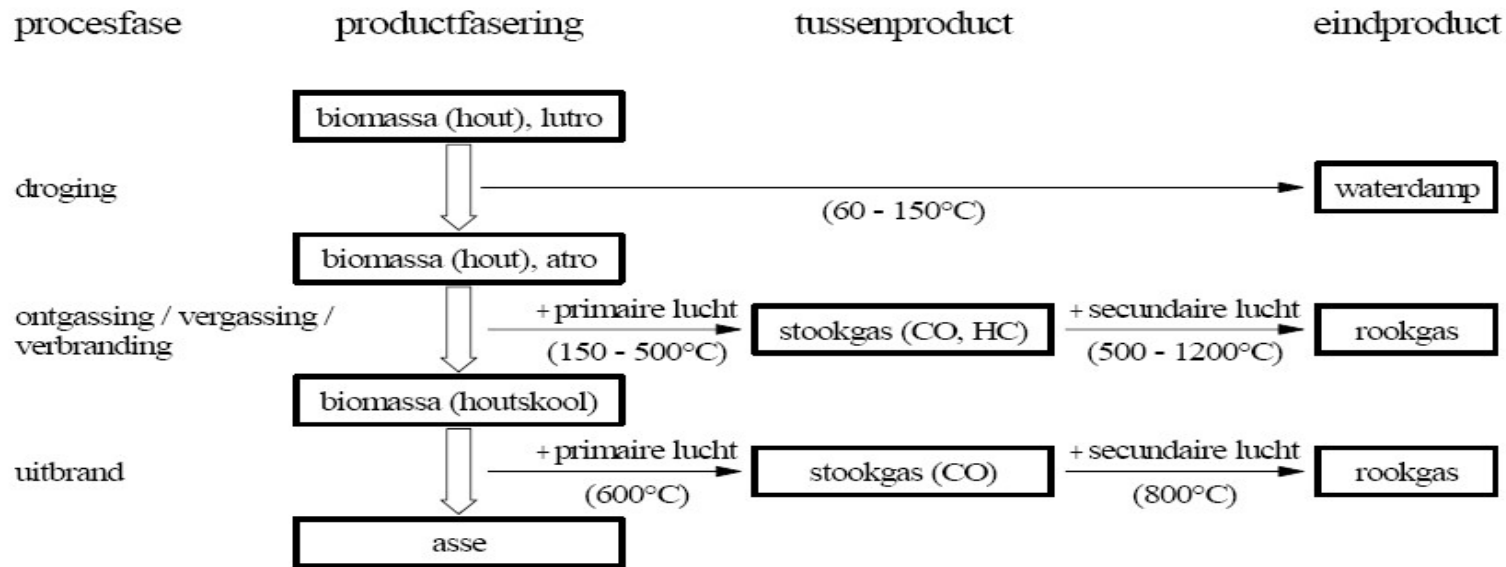 procesfase productfasering tussenproduct eindproduct
biomassa (hout), lutro
droging
(60 - 150°C)
waterdamp
biomassa (hout), atro
ontgassing / vergassing /
verbranding
+ primaire lucht
(150 - 500°C)
stookgas (CO, HC)
+ secundaire lucht
(500 - 1200°C)
rookgas
biomassa (houtskool)
uitbrand
+ primaire lucht
(600°C)
stookgas (CO)
+ secundaire lucht
(800°C)
rookgas
asse